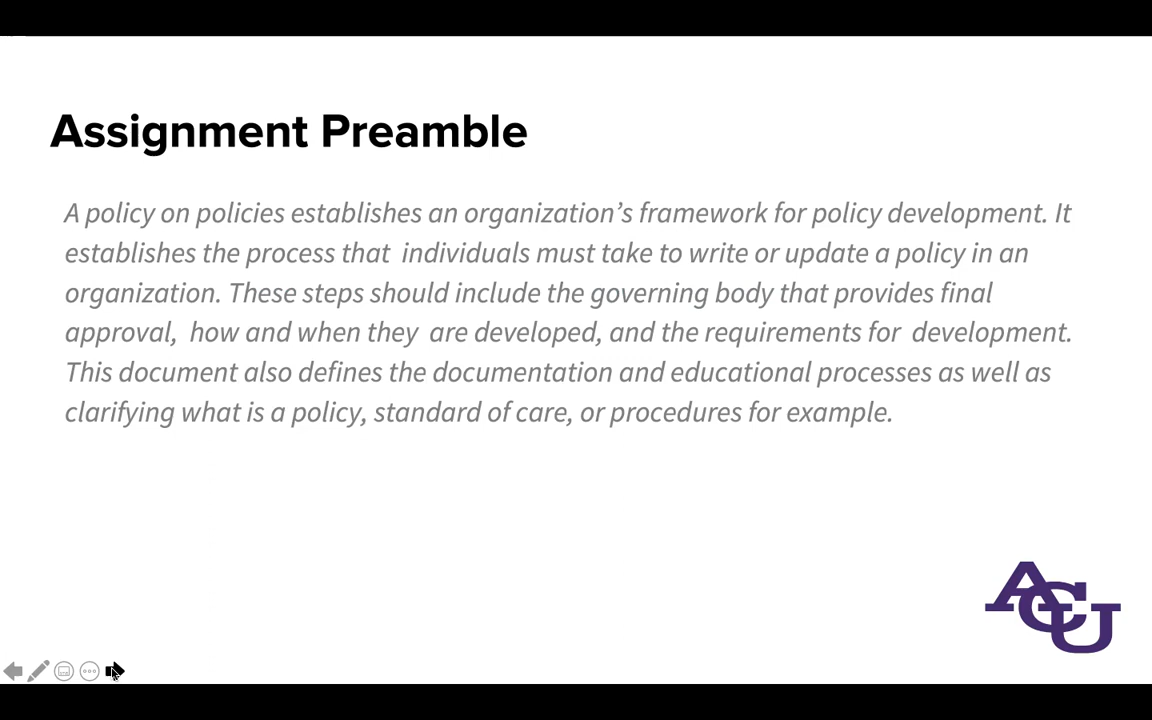 Assignment Preamble
A policy on policies establishes an organization’s framework for policy development. It
establishes the process that  individuals must take to write or update a policy in an
organization. These steps should include the governing body that provides final
approval,  how and when they  are developed, and the requirements for  development.
This document also defines the documentation and educational processes as well as
clarifying what is a policy, standard of care, or procedures for example.
ACU